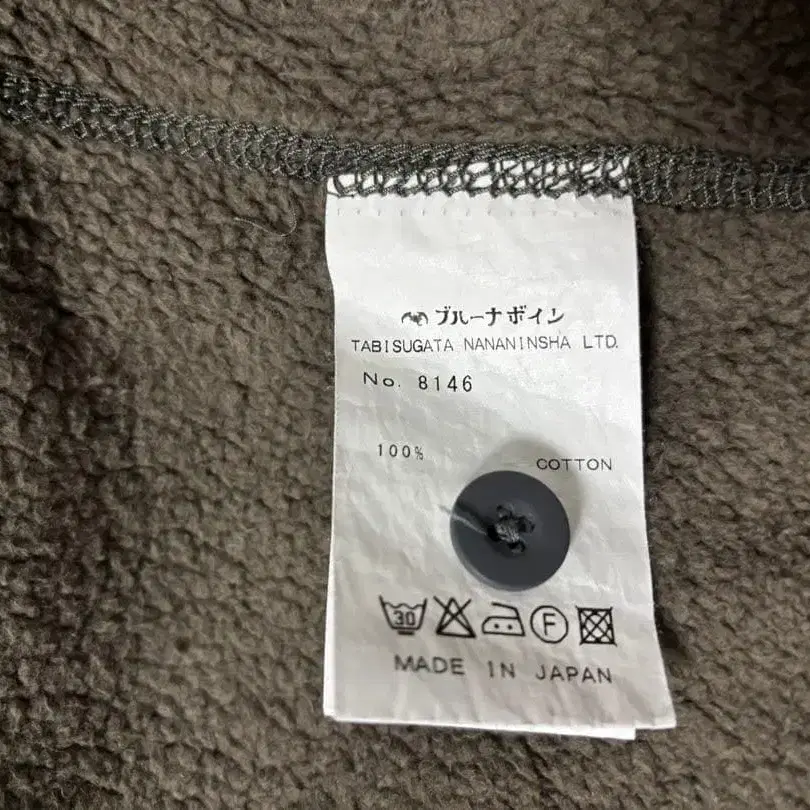 ブルーナボイン
TABISUGATA NANANINSHA LTD.
No. 8146
100% COTTON
30 F
MADE IN JAPAN